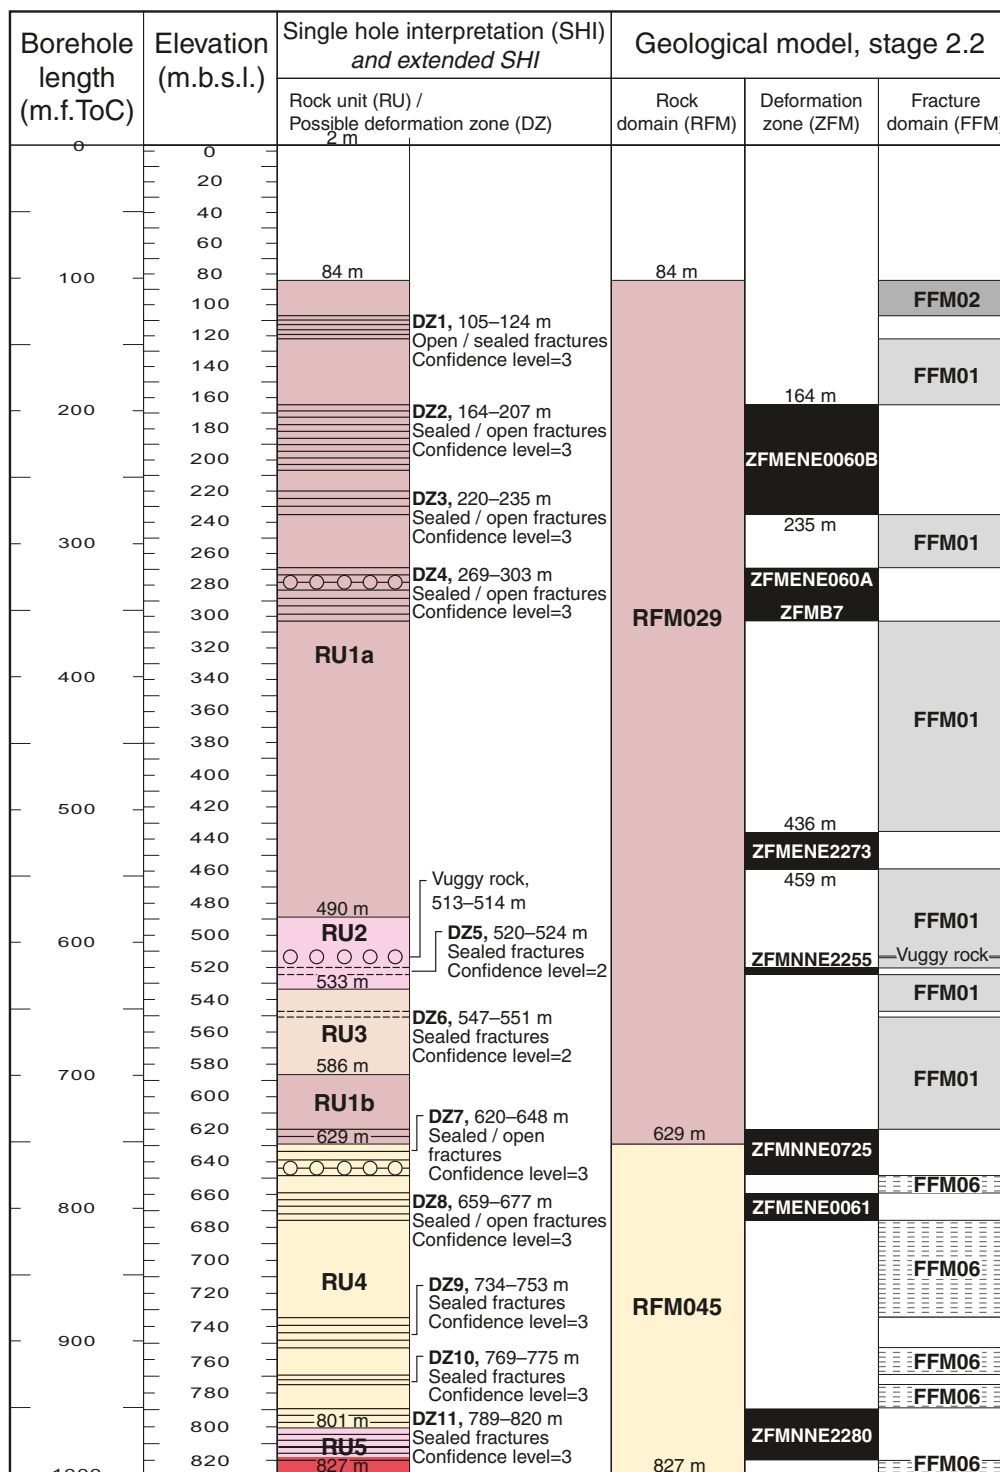 Borehole
length
(m.f.ToC)
Elevation
(m.b.s.l.)
Single hole interpretation (SHI)
and extended SHI
Geological model, stage 2.2
Rock unit (RU) /
Possible deformation zone (DZ)
Rock
domain (RFM)
Deformation
zone (ZFM)
Fracture
domain (FFM)
0
100
200
300
400
500
600
700
800
900
1000
0
20
40
60
80
100
120
140
160
180
200
220
240
260
280
300
320
340
360
380
400
420
440
460
480
500
520
540
560
580
600
620
640
660
680
700
720
740
760
780
800
820
2 m
84 m
RU1a
490 m
RU2
533 m
RU3
586 m
RU1b
629 m
RU4
801 m
RU5
827 m
DZ1, 105–124 m
Open / sealed fractures
Confidence level=3
DZ2, 164–207 m
Sealed / open fractures
Confidence level=3
DZ3, 220–235 m
Sealed / open fractures
Confidence level=3
DZ4, 269–303 m
Sealed / open fractures
Confidence level=3
Vuggy rock,
513–514 m
DZ5, 520–524 m
Sealed fractures
Confidence level=2
DZ6, 547–551 m
Sealed fractures
Confidence level=2
DZ7, 620–648 m
Sealed / open
fractures
Confidence level=3
DZ8, 659–677 m
Sealed / open fractures
Confidence level=3
DZ9, 734–753 m
Sealed fractures
Confidence level=3
DZ10, 769–775 m
Sealed fractures
Confidence level=3
DZ11, 789–820 m
Sealed fractures
Confidence level=3
84 m
RFM029
629 m
RFM045
827 m
164 m
ZFMENE0060B
235 m
ZFMENE060A
ZFMB7
436 m
ZFMENE2273
459 m
ZFMNNE2255
ZFMNNE0725
ZFMENE0061
ZFMNNE2280
FFM02
FFM01
FFM01
FFM01
FFM01
Vuggy rock
FFM01
FFM01
FFM06
FFM06
FFM06
FFM06
FFM06